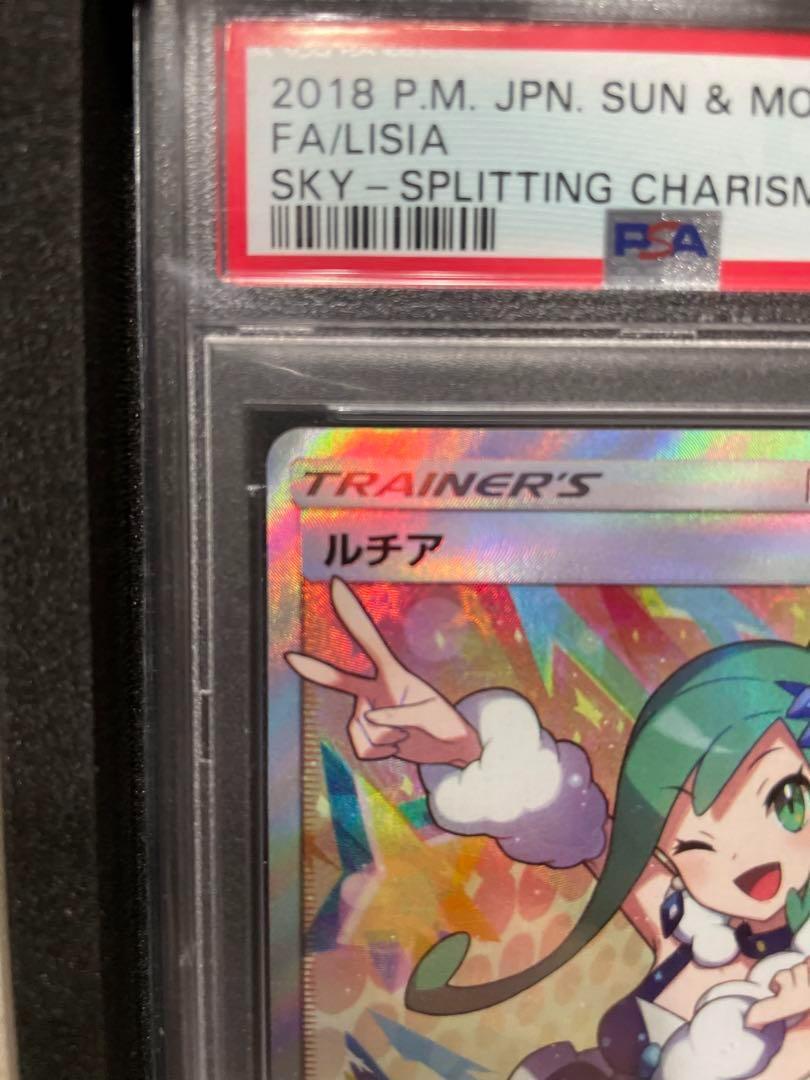 2018 P.M. JPN. SUN & MO
FA/LISIA
SKY – SPLITTING CHARISM
PSA
TRAINER'S
ルチア